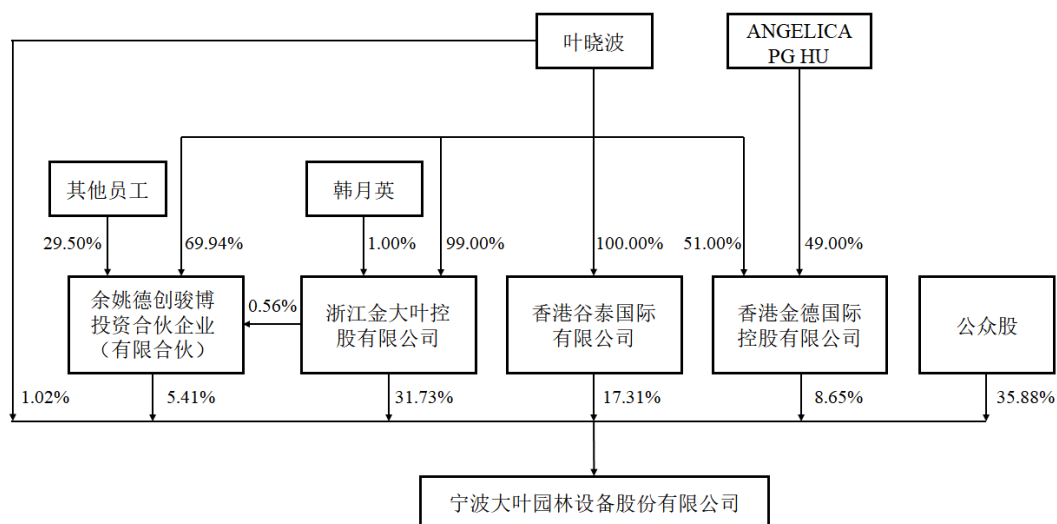 叶晓波
ANGELICA
PG HU
其他员工
韩月英
29.50%
69.94%
1.00%
99.00%
100.00%
51.00%
49.00%
余姚德创骏博
投资合伙企业
（有限合伙）
0.56%
浙江金大叶控
股有限公司
香港谷泰国际
有限公司
香港金德国际
控股有限公司
公众股
1.02%
5.41%
31.73%
17.31%
8.65%
35.88%
宁波大叶园林设备股份有限公司